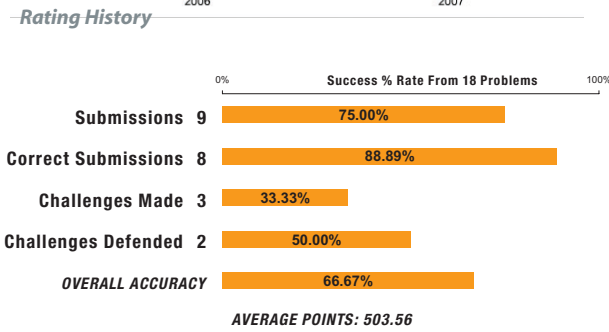 2006 2007
Rating History
0% Success % Rate From 18 Problems 100%
Submissions 9 75.00%
Correct Submissions 8 88.89%
Challenges Made 3 33.33%
Challenges Defended 2 50.00%
OVERALL ACCURACY 66.67%
AVERAGE POINTS: 503.56